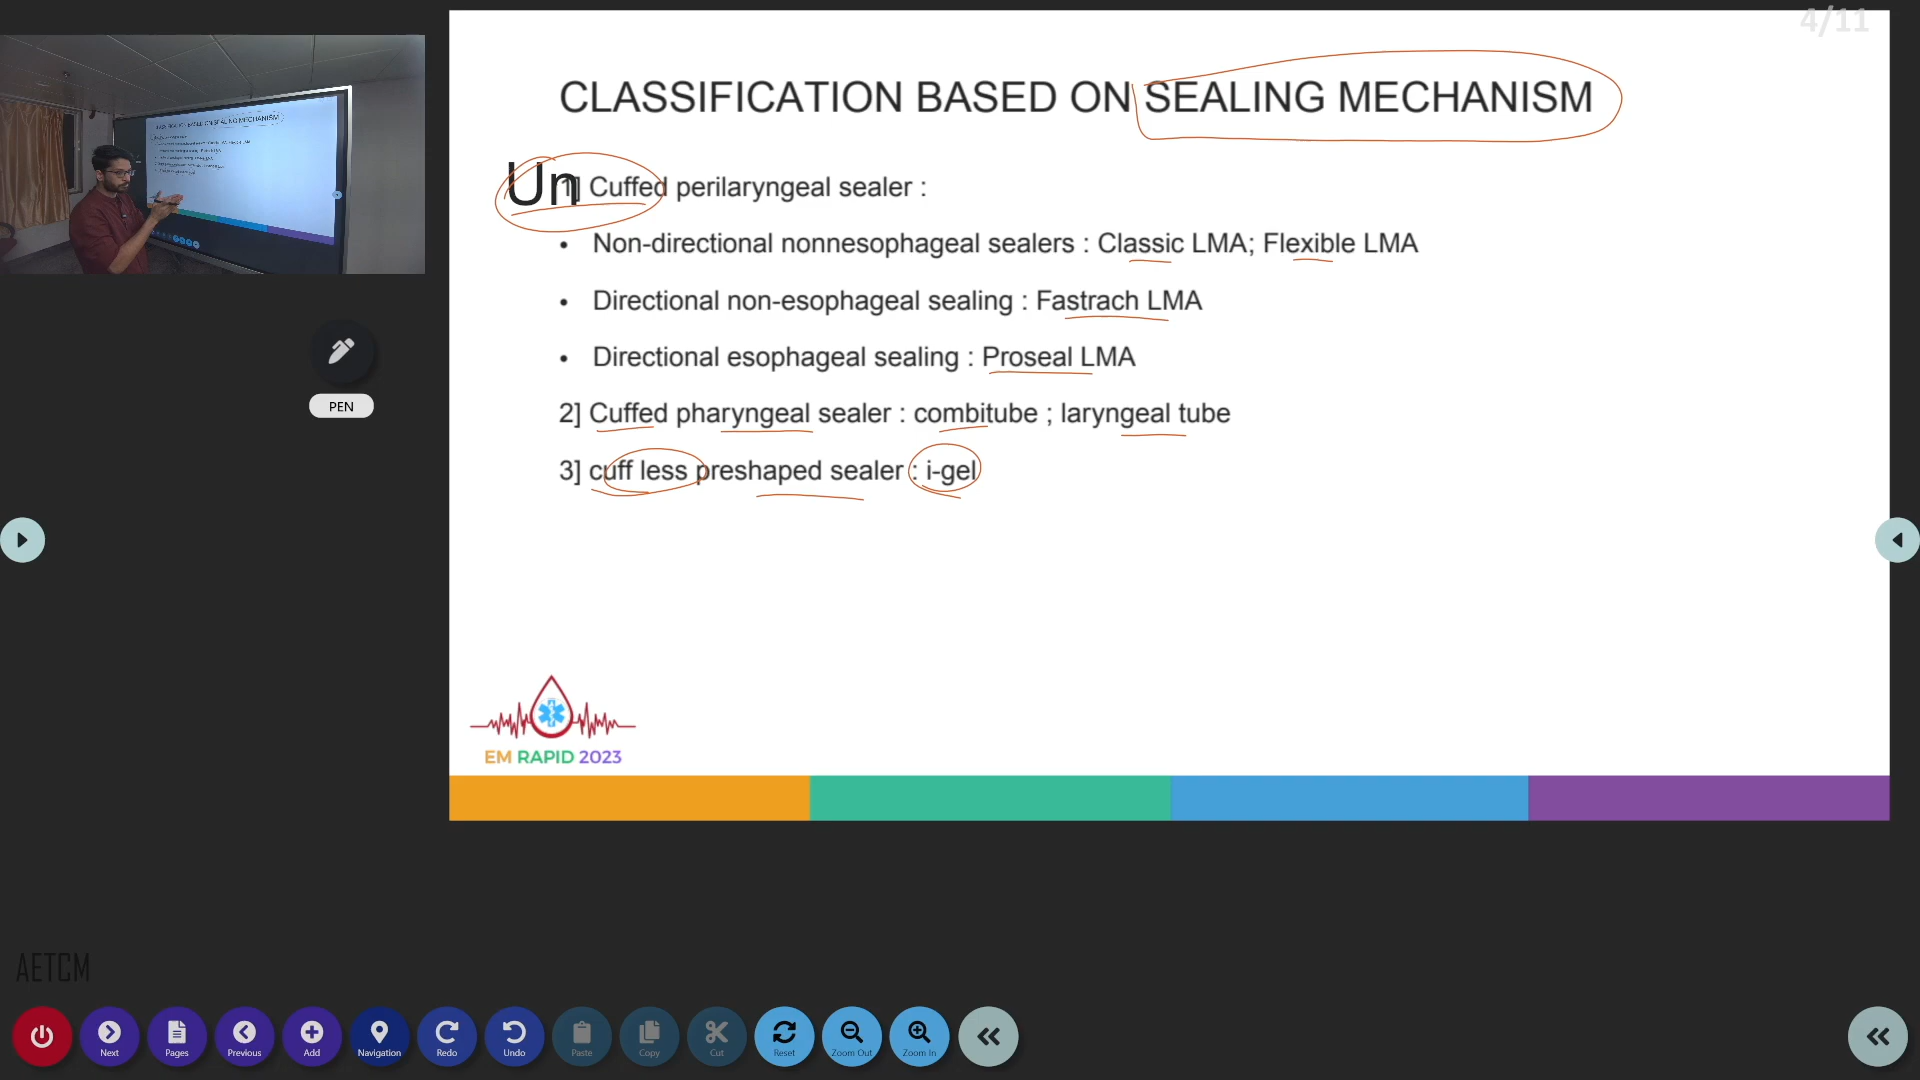 4/11
CLASSIFICATION BASED ON SEALING MECHANISM
Un
1] Cuffed perilaryngeal sealer :
• Non-directional nonnesophageal sealers : Classic LMA; Flexible LMA
• Directional non-esophageal sealing : Fastrach LMA
• Directional esophageal sealing : Proseal LMA
2] Cuffed pharyngeal sealer : combitube ; laryngeal tube
3] cuff less preshaped sealer : i-gel
PEN
EM RAPID 2023
AETCM
Next Pages Previous Add Navigation Redo Undo Paste Copy Cut Reset Zoom Out Zoom In